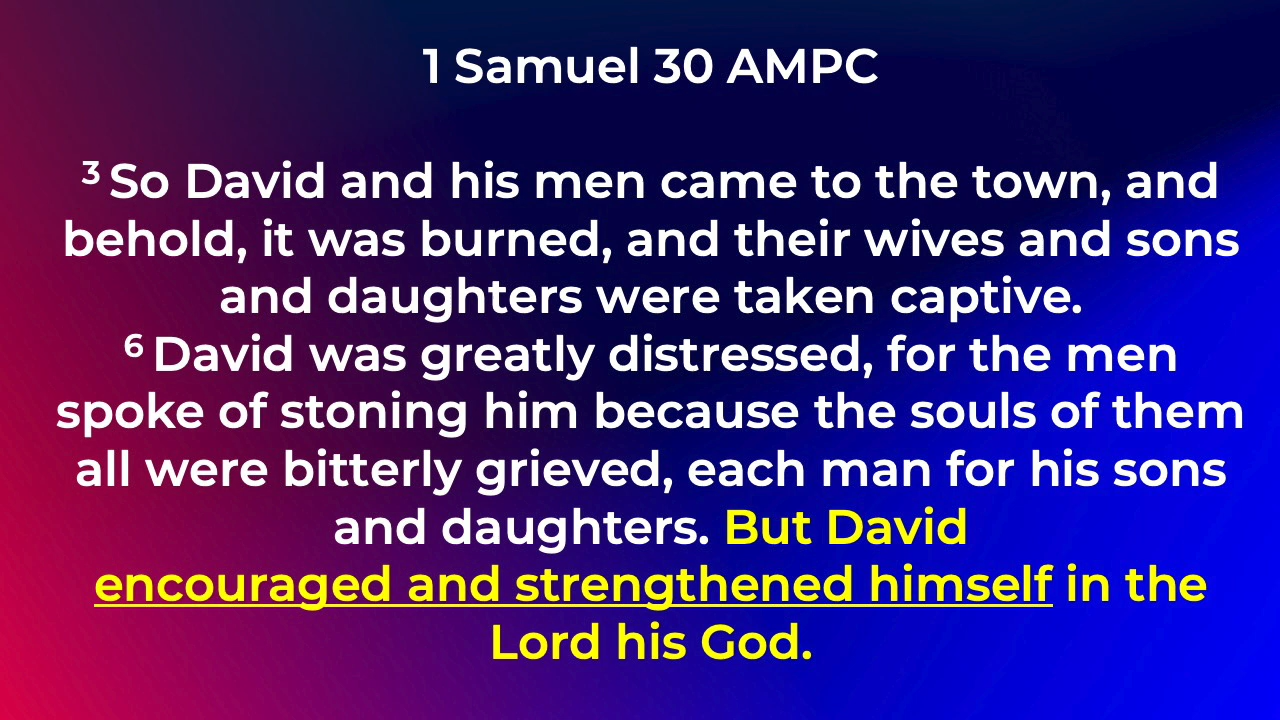 1 Samuel 30 AMPC
³ So David and his men came to the town, and
behold, it was burned, and their wives and sons
and daughters were taken captive.
⁶ David was greatly distressed, for the men
spoke of stoning him because the souls of them
all were bitterly grieved, each man for his sons
and daughters. But David
encouraged and strengthened himself in the
Lord his God.